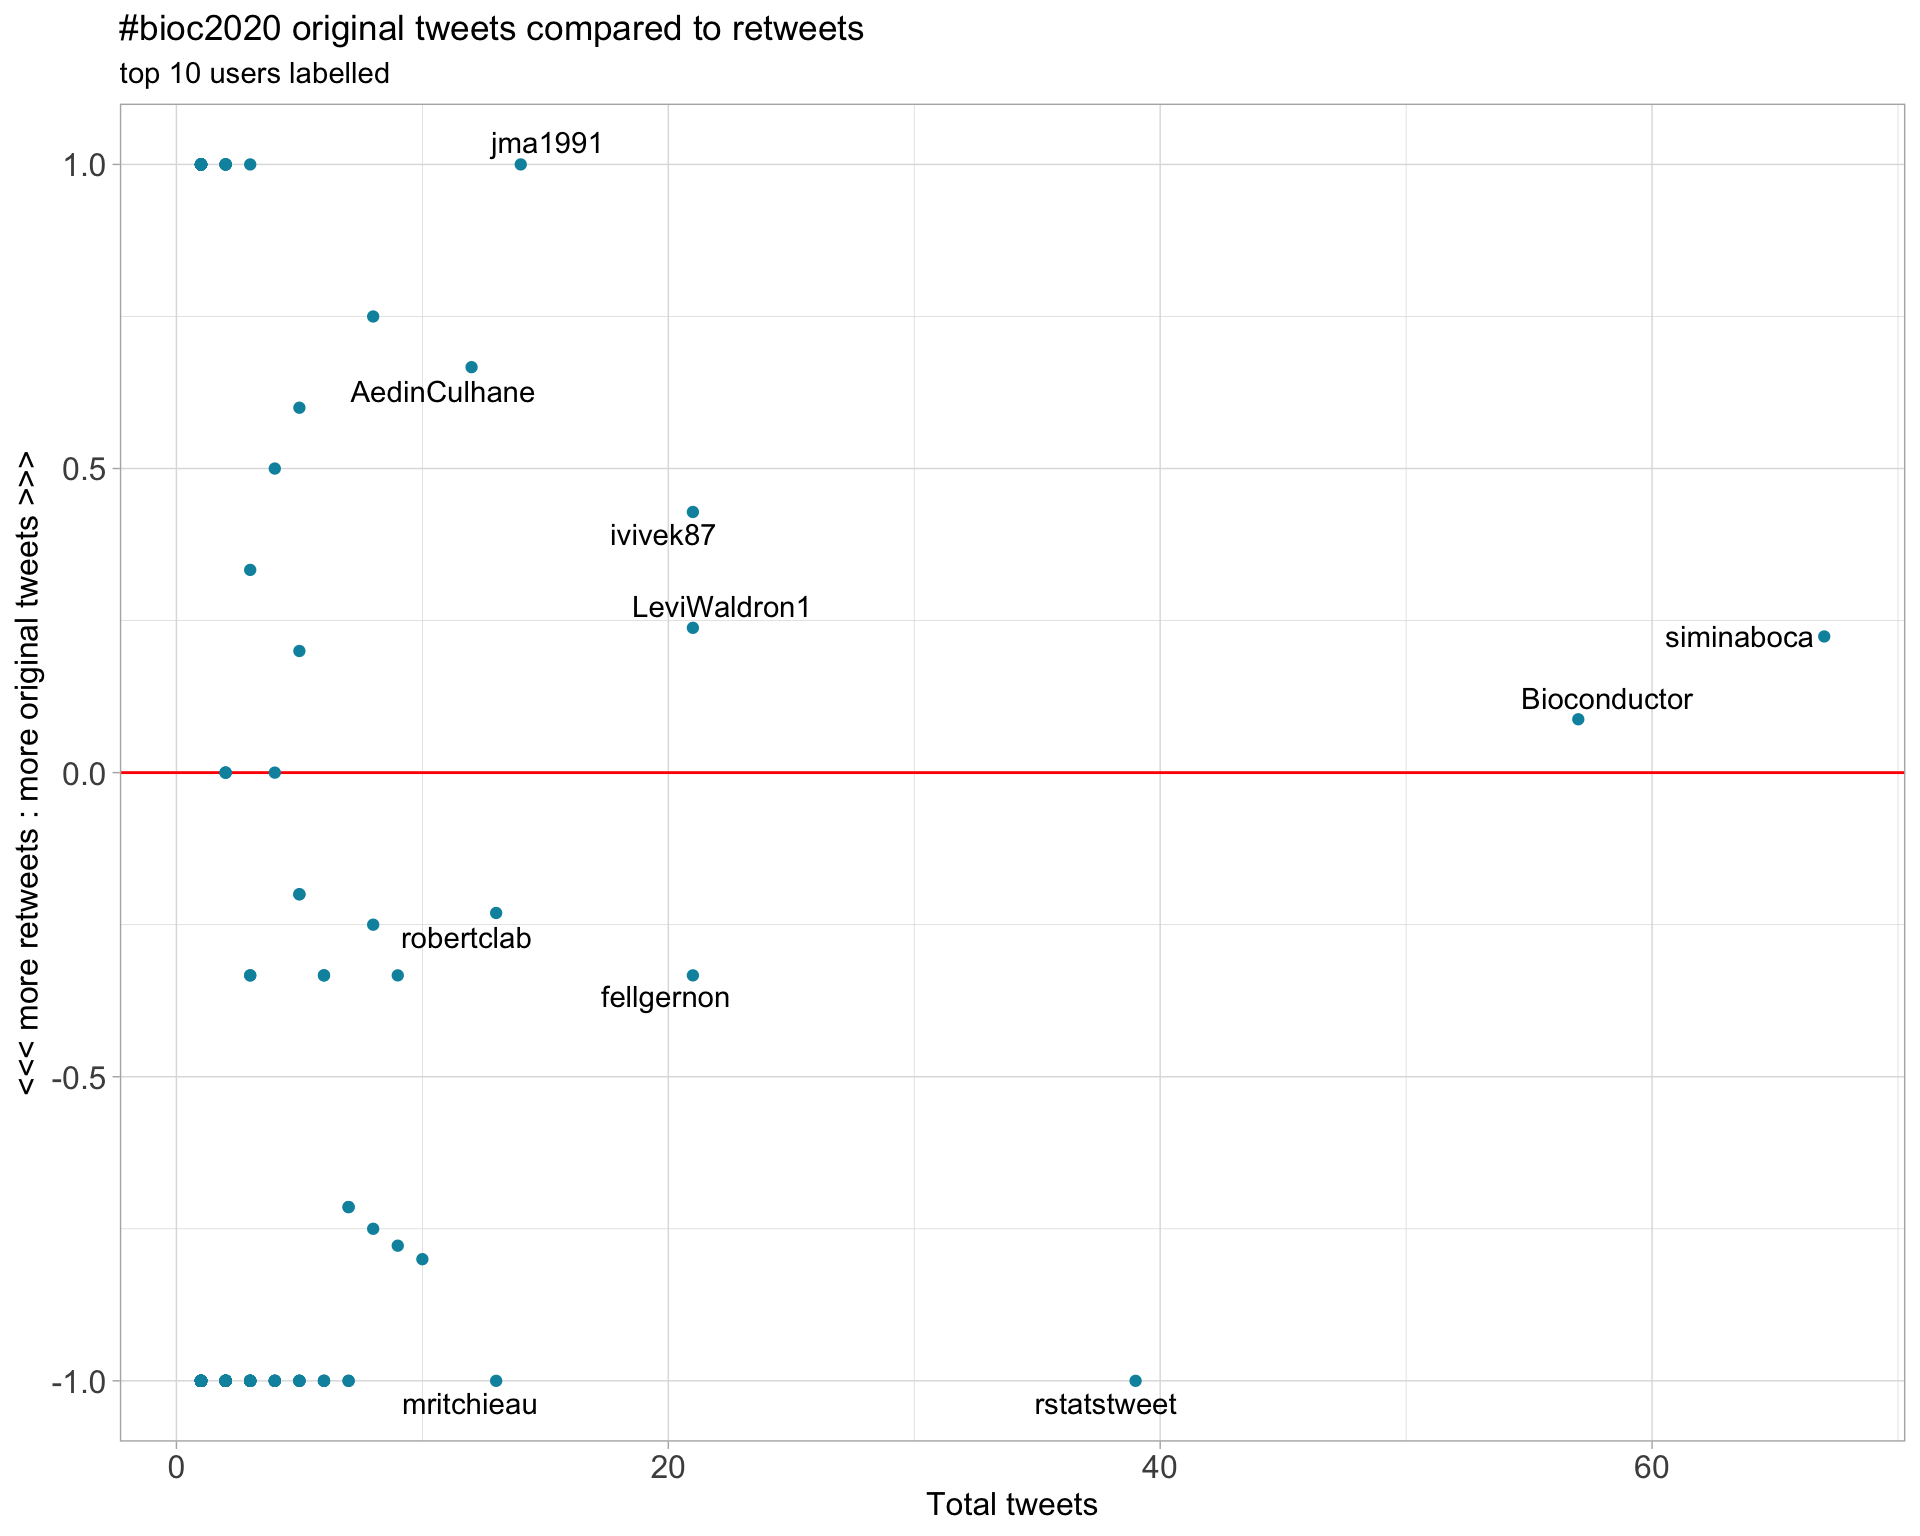 #bioc2020 original tweets compared to retweets
top 10 users labelled
<<< more retweets : more original tweets >>>
1.0
0.5
0.0
-0.5
-1.0
jma1991
AedinCulhane
ivivek87
LeviWaldron1
siminaboca
Bioconductor
robertclab
fellgernon
mritchieau
rstatstweet
0
20
40
60
Total tweets